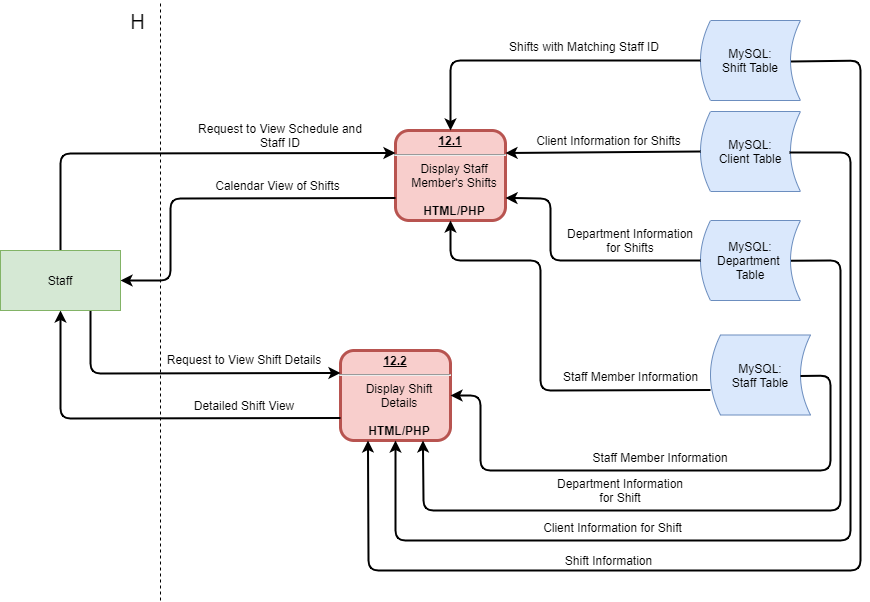 H
Shifts with Matching Staff ID
MySQL:
Shift Table
Request to View Schedule and
Staff ID
12.1
Display Staff
Member's Shifts
HTML/PHP
Client Information for Shifts
MySQL:
Client Table
Calendar View of Shifts
Department Information
for Shifts
MySQL:
Department
Table
Staff
Request to View Shift Details
12.2
Display Shift
Details
HTML/PHP
Staff Member Information
MySQL:
Staff Table
Detailed Shift View
Staff Member Information
Department Information
for Shift
Client Information for Shift
Shift Information